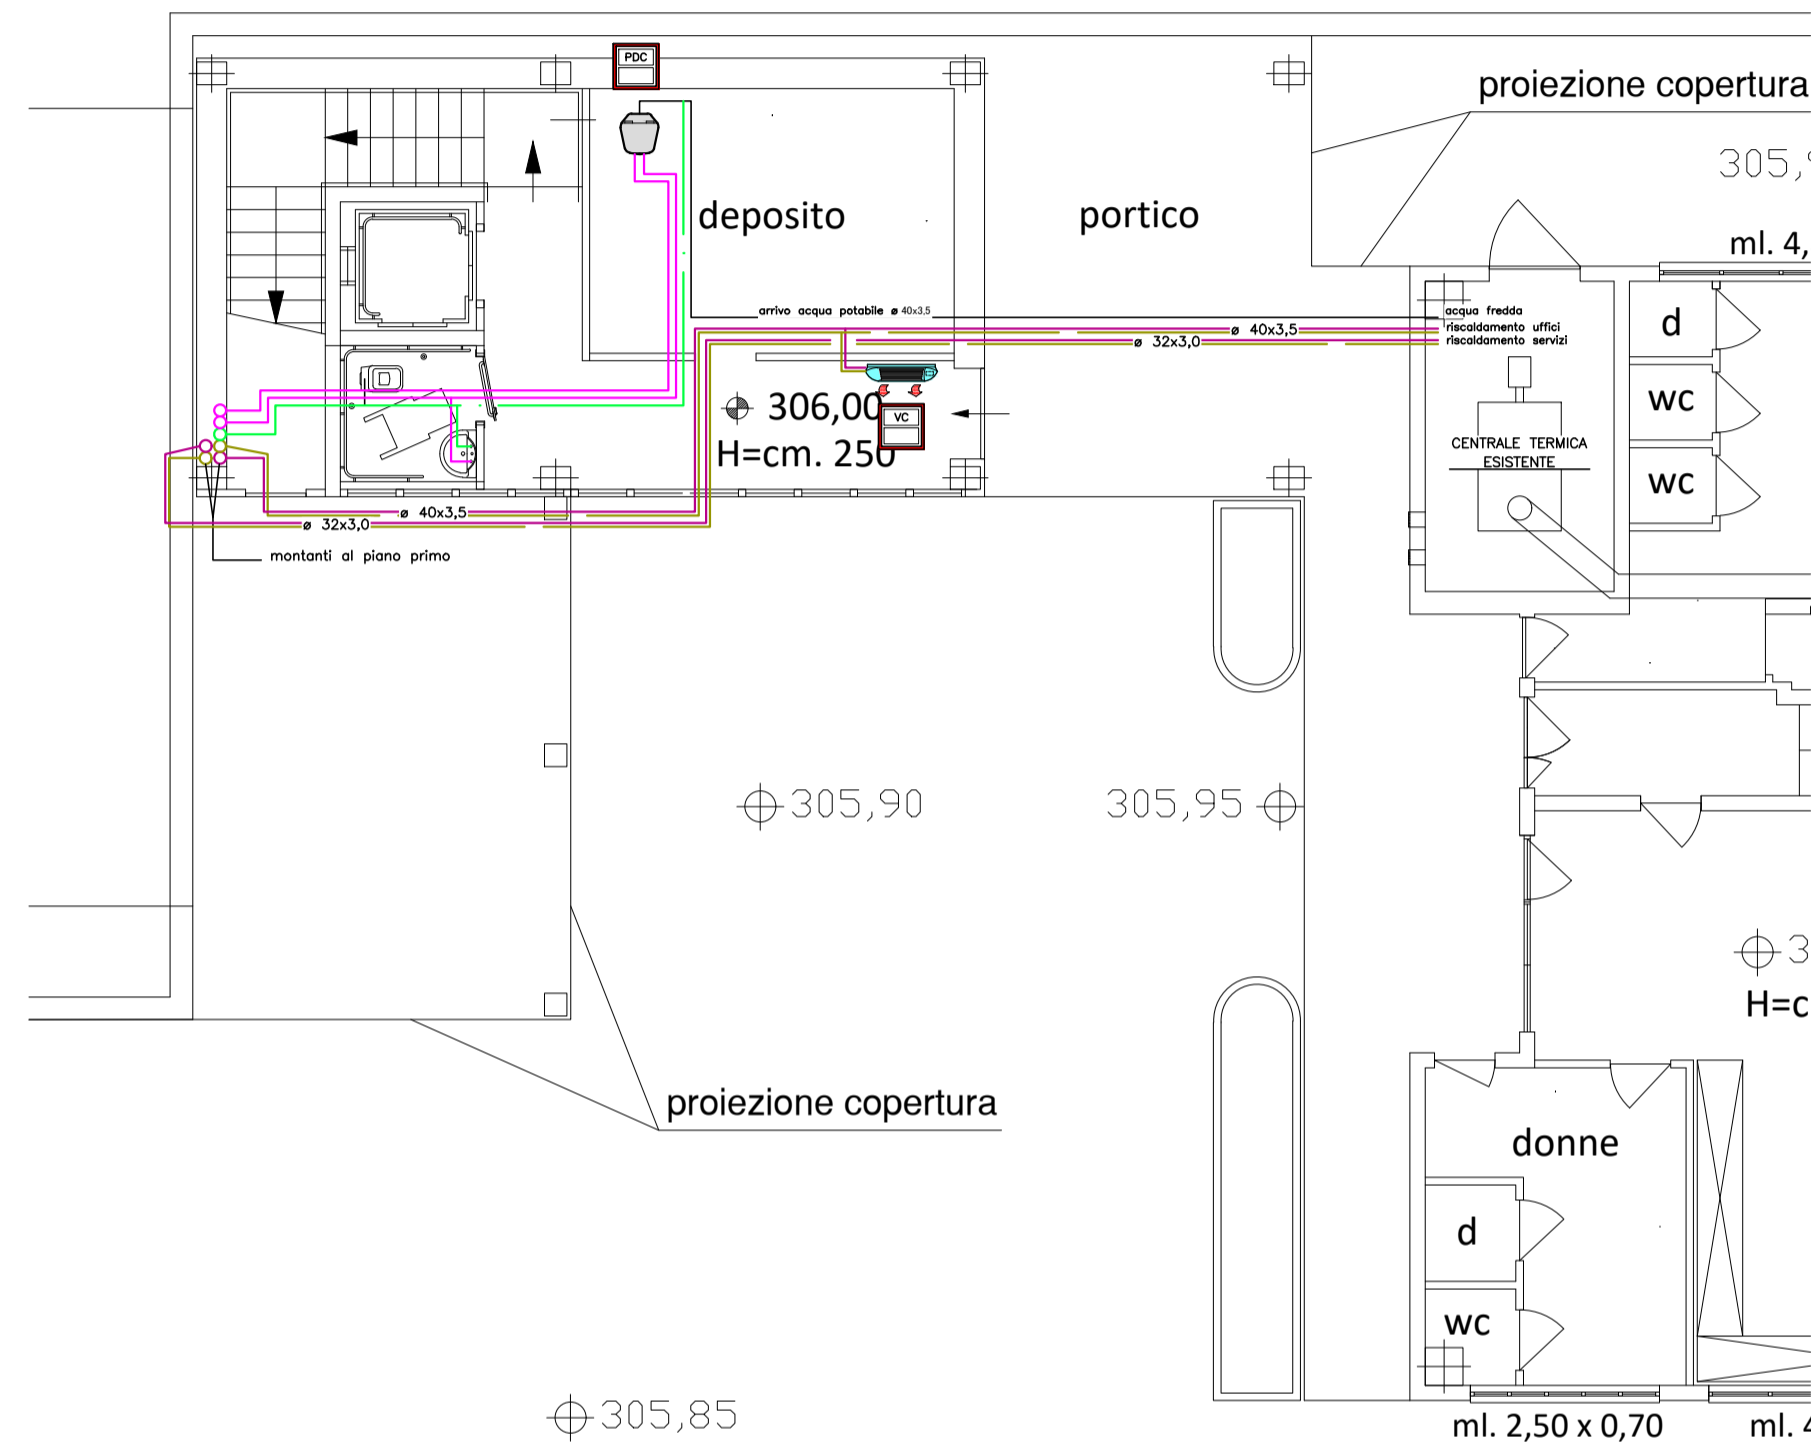 PDC
proiezione copertura
305,9
deposito
portico
ml. 4,
arrivo acqua potabile ø 40x3,5
acqua fredda
riscaldamento uffici
riscaldamento servizi
ø 40x3,5
ø 32x3,0
d
wc
wc
306,00
H=cm. 250
VC
CENTRALE TERMICA
ESISTENTE
ø 40x3,5
ø 32x3,0
montanti al piano primo
305,90
305,95
3
H=c
proiezione copertura
donne
d
wc
305,85
ml. 2,50 x 0,70
ml. 4